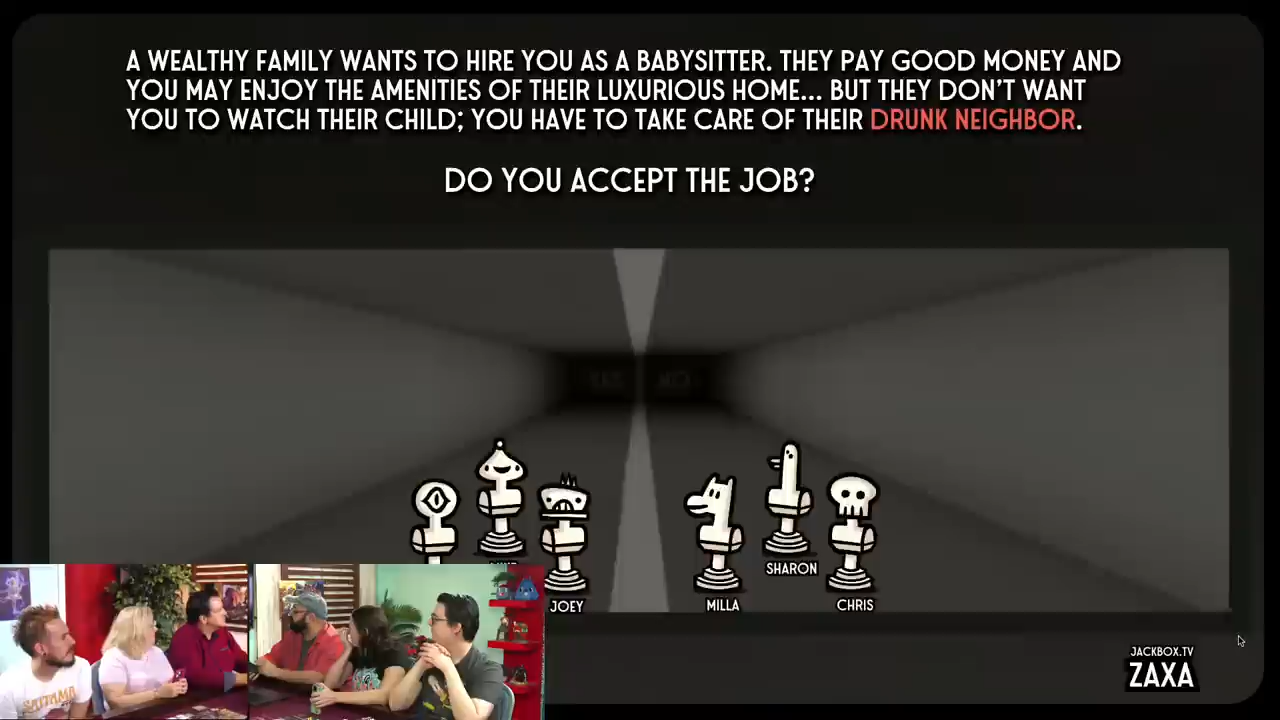 A WEALTHY FAMILY WANTS TO HIRE YOU AS A BABYSITTER. THEY PAY GOOD MONEY AND
YOU MAY ENJOY THE AMENITIES OF THEIR LUXURIOUS HOME... BUT THEY DON'T WANT
YOU TO WATCH THEIR CHILD; YOU HAVE TO TAKE CARE OF THEIR DRUNK NEIGHBOR.
DO YOU ACCEPT THE JOB?
SHARON
JOEY
MILLA
CHRIS
JACKBOX.TV
ZAXA
SAITAMA